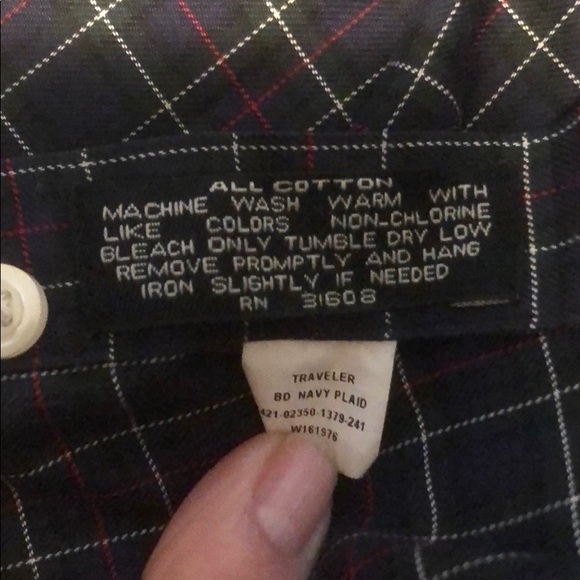 ALL COTTON
MACHINE WASH WARM WITH
LIKE COLORS NON-CHLORINE
BLEACH ONLY TUMBLE DRY LOW
REMOVE PROMPTLY AND HANG
IRON SLIGHTLY IF NEEDED
RN 31608
TRAVELER
BD NAVY PLAID
421-02350-1379-241
W161976